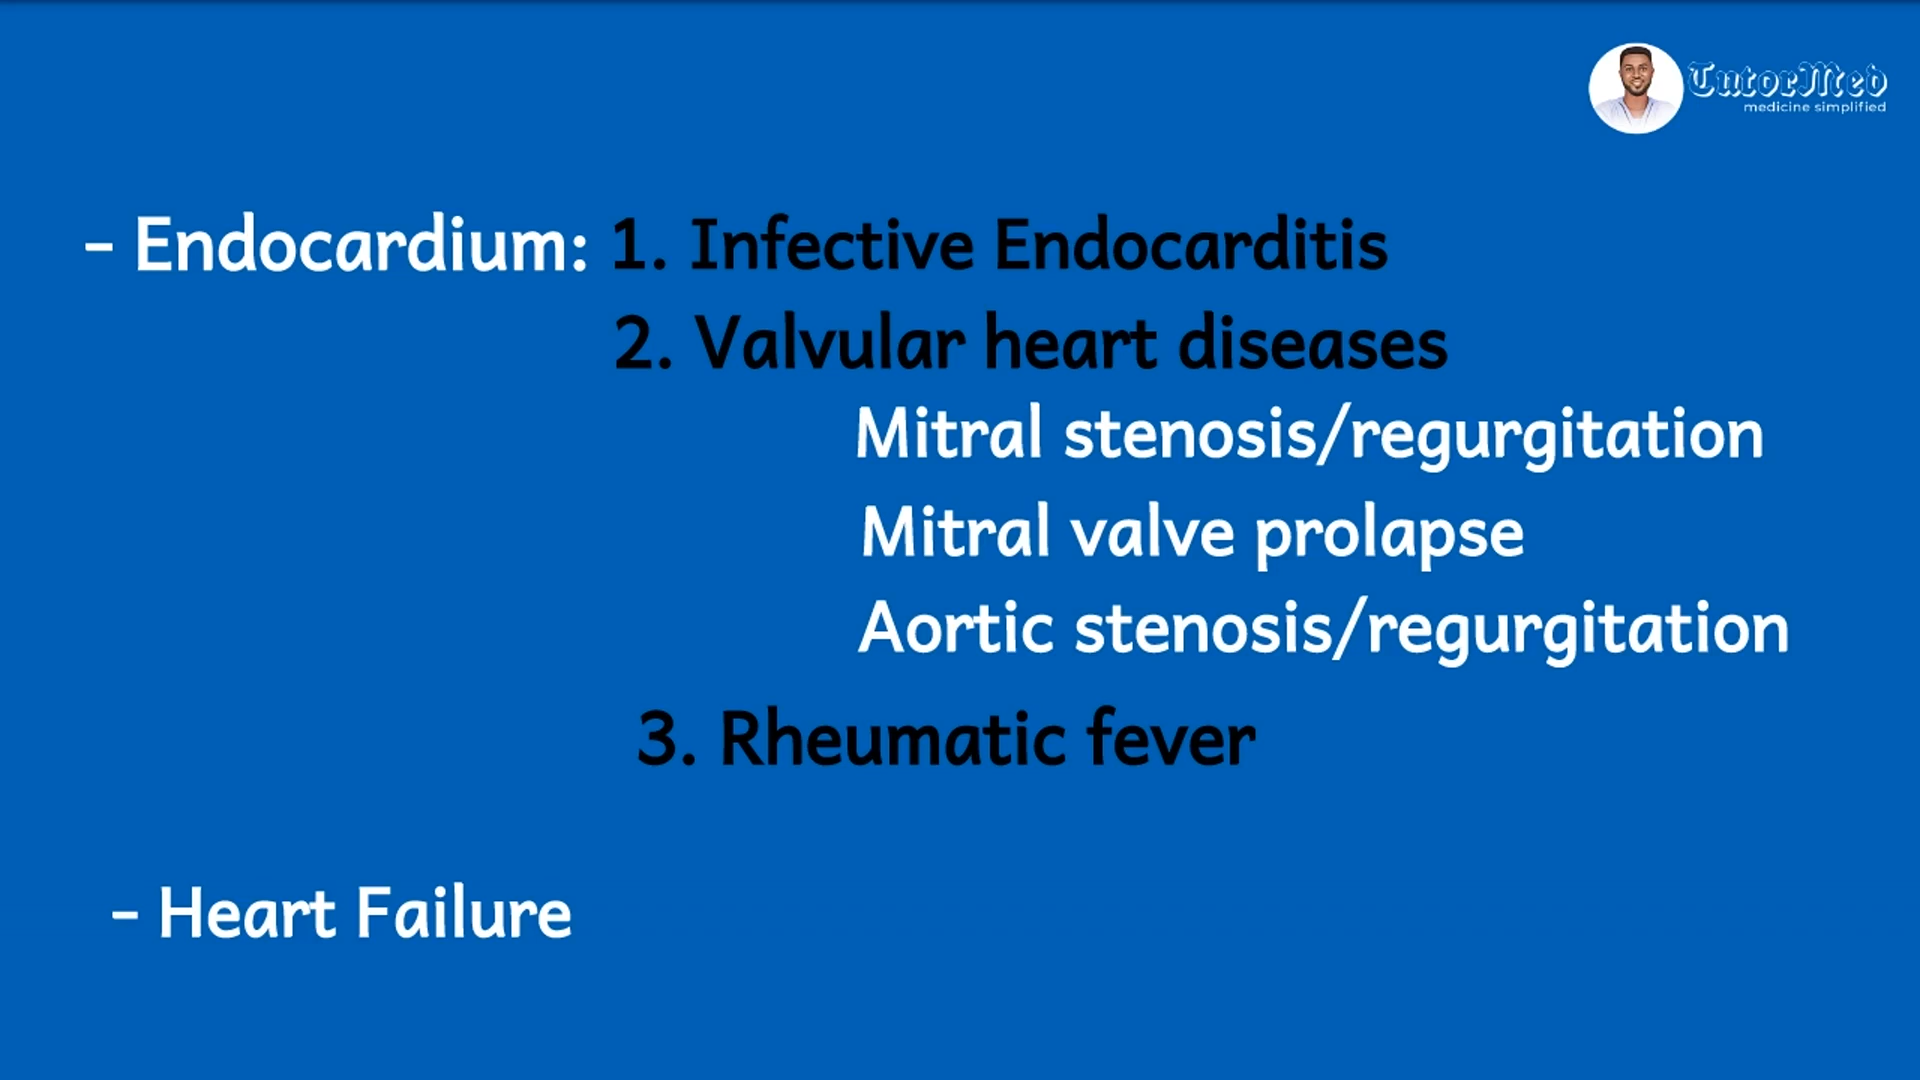 TutorMed
medicine simplified
- Endocardium: 1. Infective Endocarditis
2. Valvular heart diseases
Mitral stenosis/regurgitation
Mitral valve prolapse
Aortic stenosis/regurgitation
3. Rheumatic fever
- Heart Failure